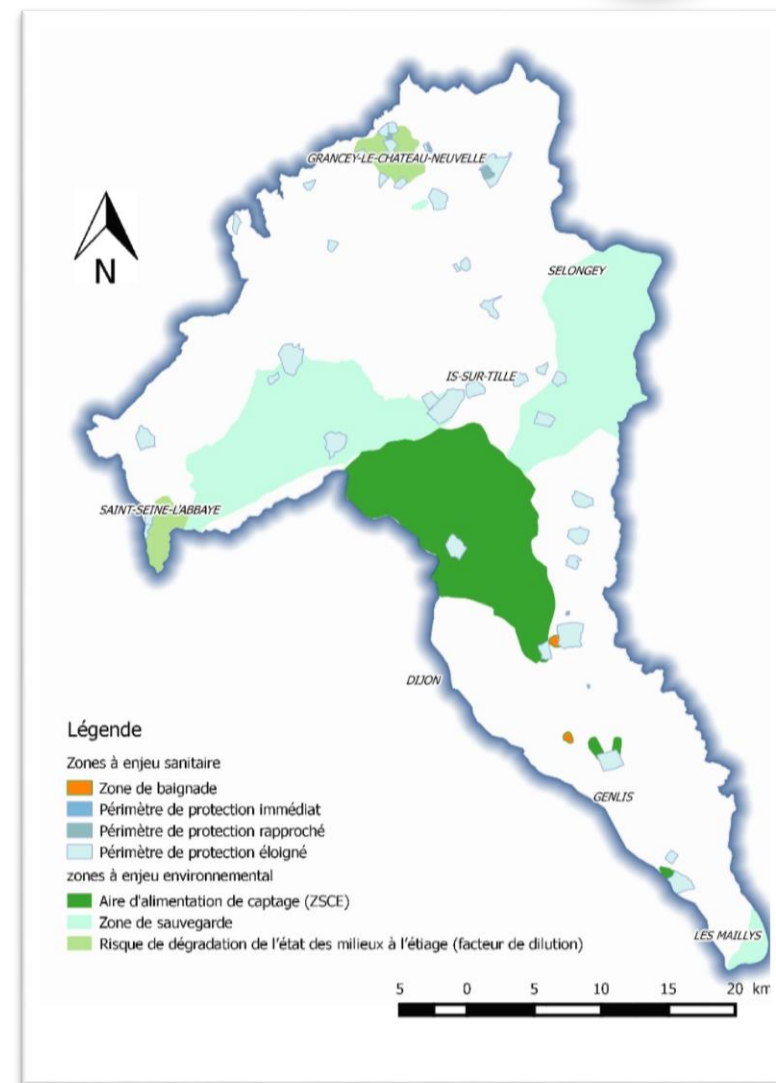 GRANCEY-LE-CHATEAU-NEUVELLE
N
SELONGEY
IS-SUR-TILLE
SAINT-SEINE-L'ABBAYE
DIJON
GENLIS
LES MAILLYS
Légende
Zones à enjeu sanitaire
Zone de baignade
Périmètre de protection immédiat
Périmètre de protection rapproché
Périmètre de protection éloigné
zones à enjeu environnemental
Aire d'alimentation de captage (ZSCE)
Zone de sauvegarde
Risque de dégradation de l'état des milieux à l'étiage (facteur de dilution)
5 0 5 10 15 20 km